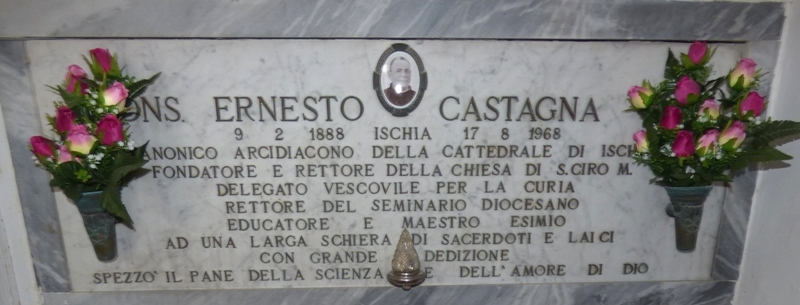 ONS. ERNESTO CASTAGNA
9 2 1888 ISCHIA 17 8 1968
ANONICO ARCIDIACONO DELLA CATTEDRALE DI ISCH
FONDATORE E RETTORE DELLA CHIESA DI S. CIRO M.
DELEGATO VESCOVILE PER LA CURIA
RETTORE DEL SEMINARIO DIOCESANO
EDUCATORE E MAESTRO ESIMIO
AD UNA LARGA SCHIERA DI SACERDOTI E LAICI
CON GRANDE DEDIZIONE
SPEZZO' IL PANE DELLA SCIENZA E DELL'AMORE DI DIO